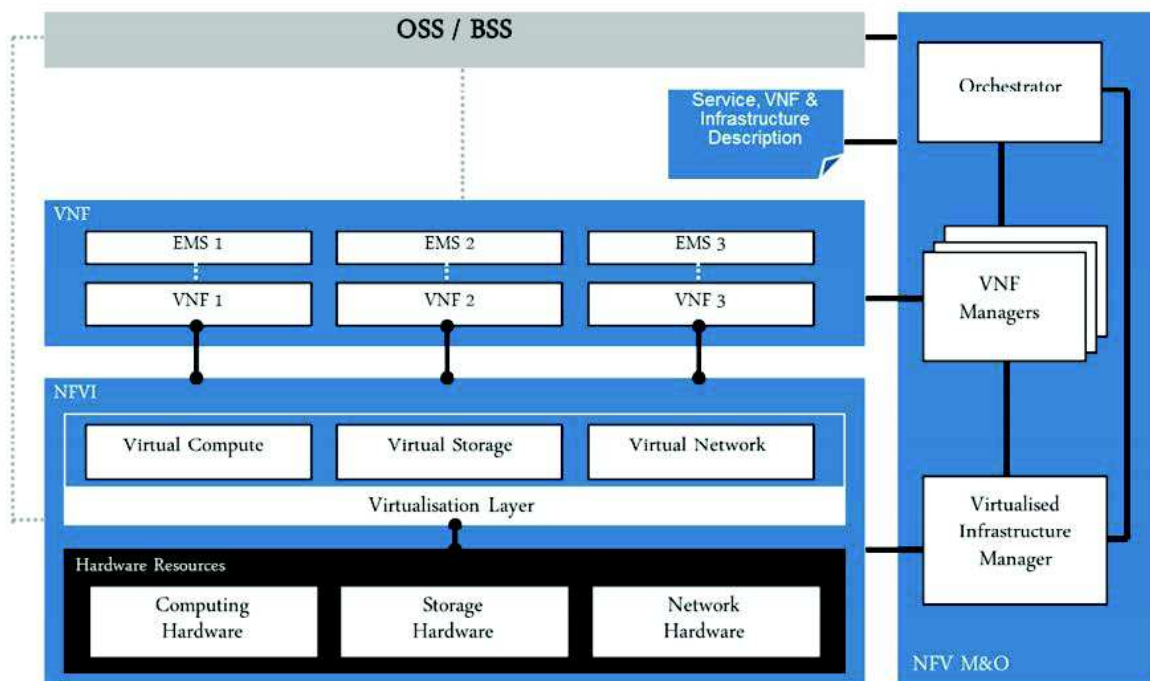 OSS / BSS
Orchestrator
Service, VNF &
Infrastructure
Description
VNF
EMS 1
EMS 2
EMS 3
VNF 1
VNF 2
VNF 3
VNF
Managers
NFVI
Virtual Compute
Virtual Storage
Virtual Network
Virtualisation Layer
Virtualised
Infrastructure
Manager
Hardware Resources
Computing
Hardware
Storage
Hardware
Network
Hardware
NFV M&O